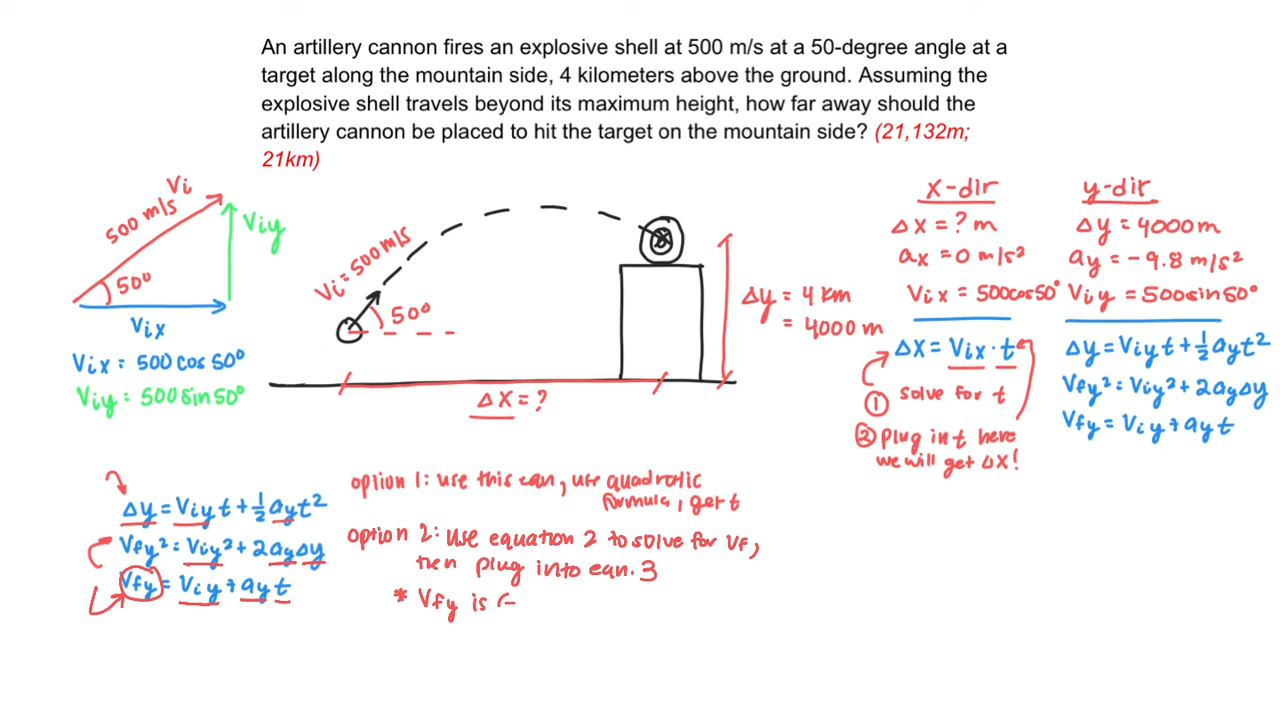 An artillery cannon fires an explosive shell at 500 m/s at a 50-degree angle at a
target along the mountain side, 4 kilometers above the ground. Assuming the
explosive shell travels beyond its maximum height, how far away should the
artillery cannon be placed to hit the target on the mountain side? (21,132m;
21km)
Vi
500 m/s
Viy
50°
Vix
Vix = 500 cos 50°
Viy = 500 sin 50°
Vi = 500 m/s
50°
Δy = 4 km
= 4000 m
Δx = ?
x-dir
Δx = ? m
ax = 0 m/s²
Vix = 500cos50°
Δx = Vix · t
① solve for t
② plug in t here
we will get Δx!
y-dir
Δy = 4000m
ay = -9.8 m/s²
Viy = 500sin50°
Δy = Viyt + ½ayt²
Vfy² = Viy² + 2ayΔy
Vfy = Viy + ayt
Δy = Viyt + ½ayt²
Vfy² = Viy² + 2ayΔy
Vfy = Viy + ayt
option 1: use this eqn, use quadratic
formula, get t
option 2: use equation 2 to solve for Vf,
then plug into eqn. 3
* Vfy is (-